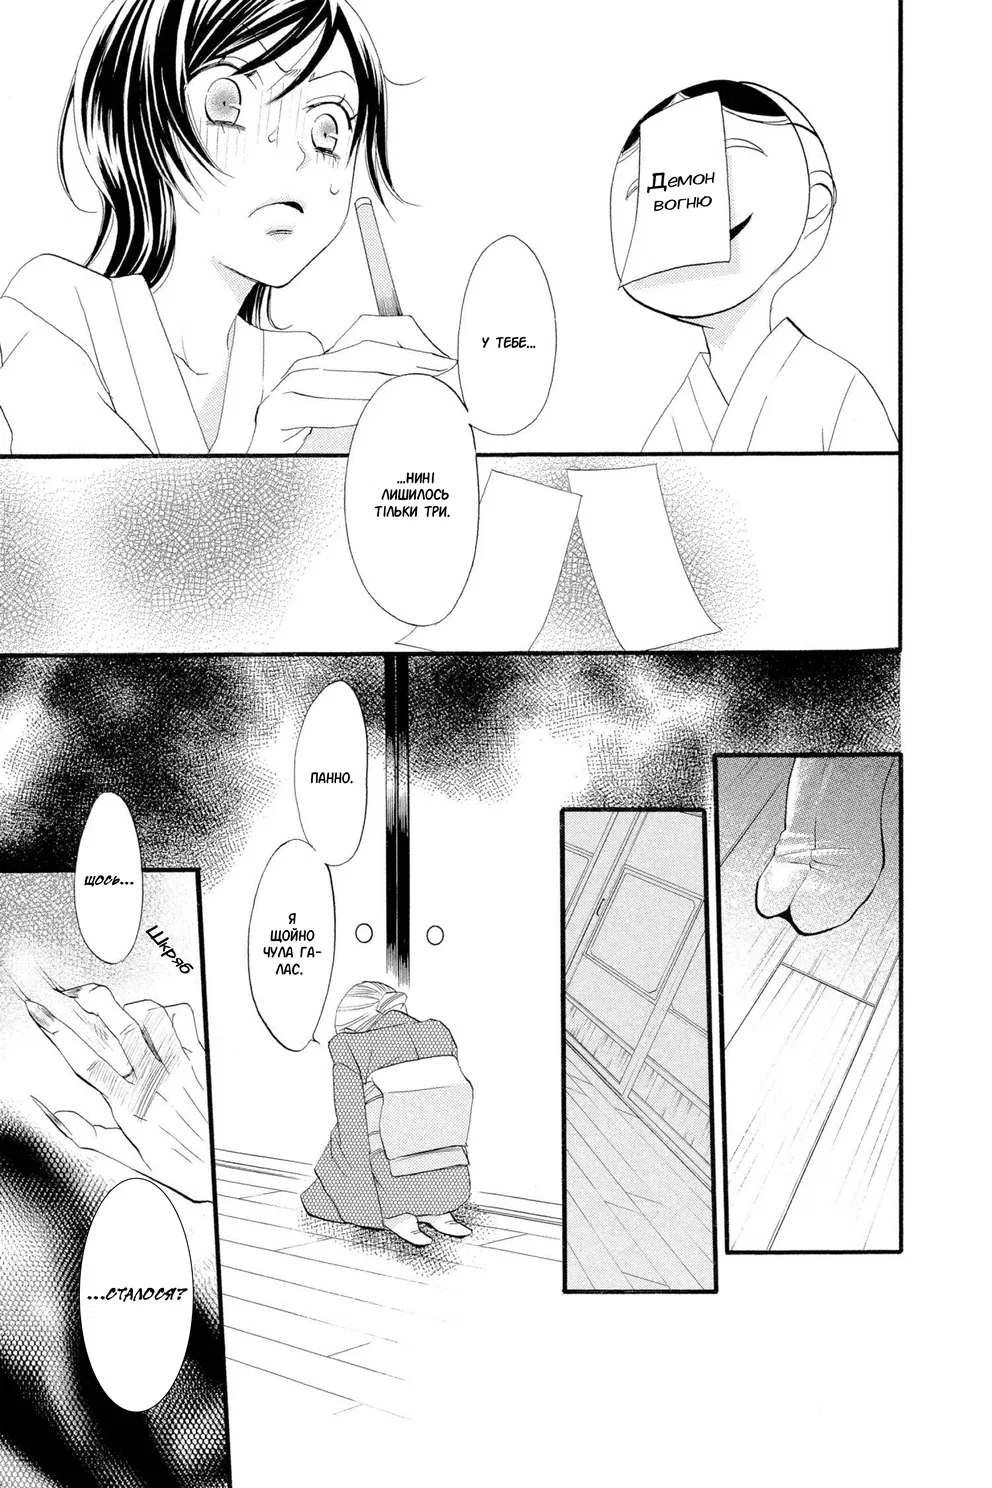 Демон
вогню
У ТЕБЕ...
...НИНІ
ЛИШИЛОСЬ
ТІЛЬКИ ТРИ.
ПАННО.
Я
ЩОЙНО
ЧУЛА ГА-
ЛАС.
ЩОСЬ...
Шкряб
...СТАЛОСЯ?